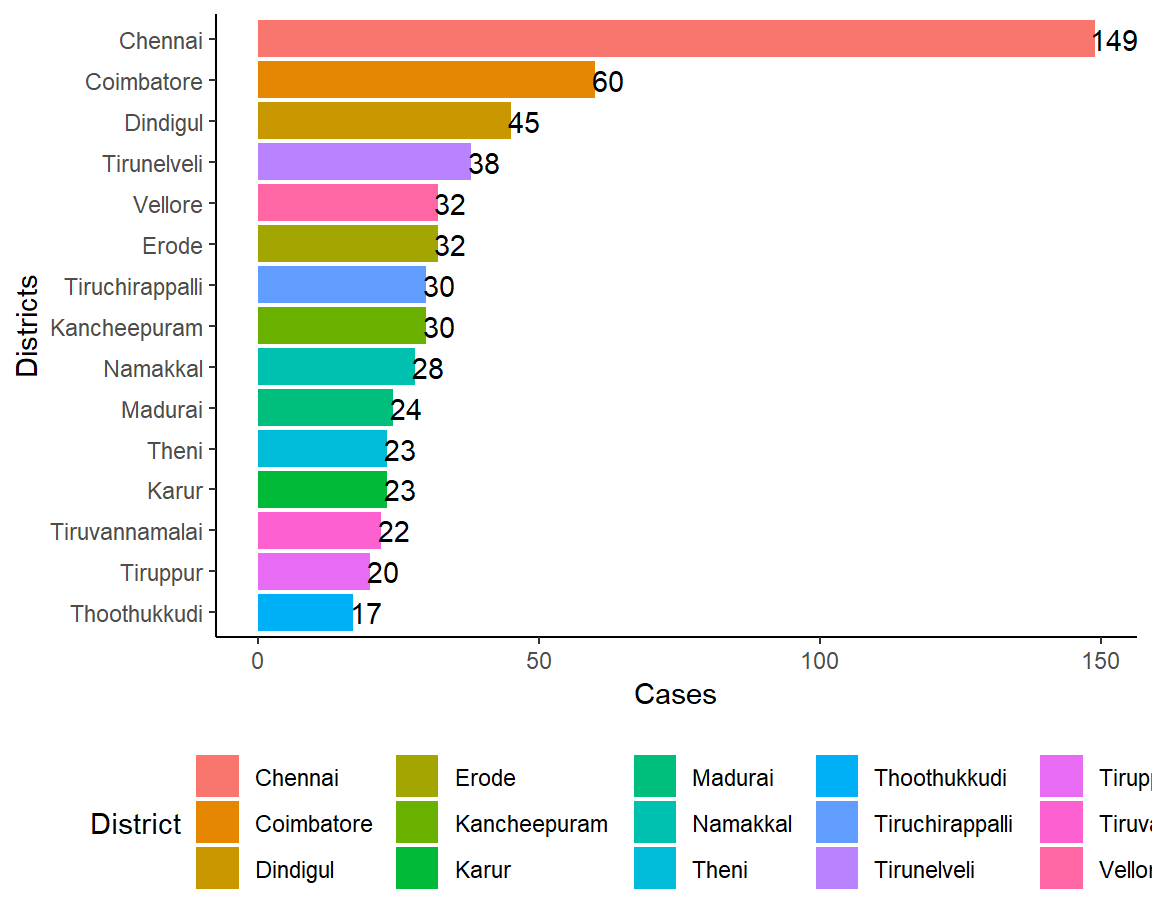 Chennai 149
Coimbatore 60
Dindigul 45
Tirunelveli 38
Vellore 32
Erode 32
Tiruchirappalli 30
Kancheepuram 30
Namakkal 28
Madurai 24
Theni 23
Karur 23
Tiruvannamalai 22
Tiruppur 20
Thoothukkudi 17
Districts
0 50 100 150
Cases
Chennai Erode Madurai Thoothukkudi
District Coimbatore Kancheepuram Namakkal Tiruchirappalli
Dindigul Karur Theni Tirunelveli